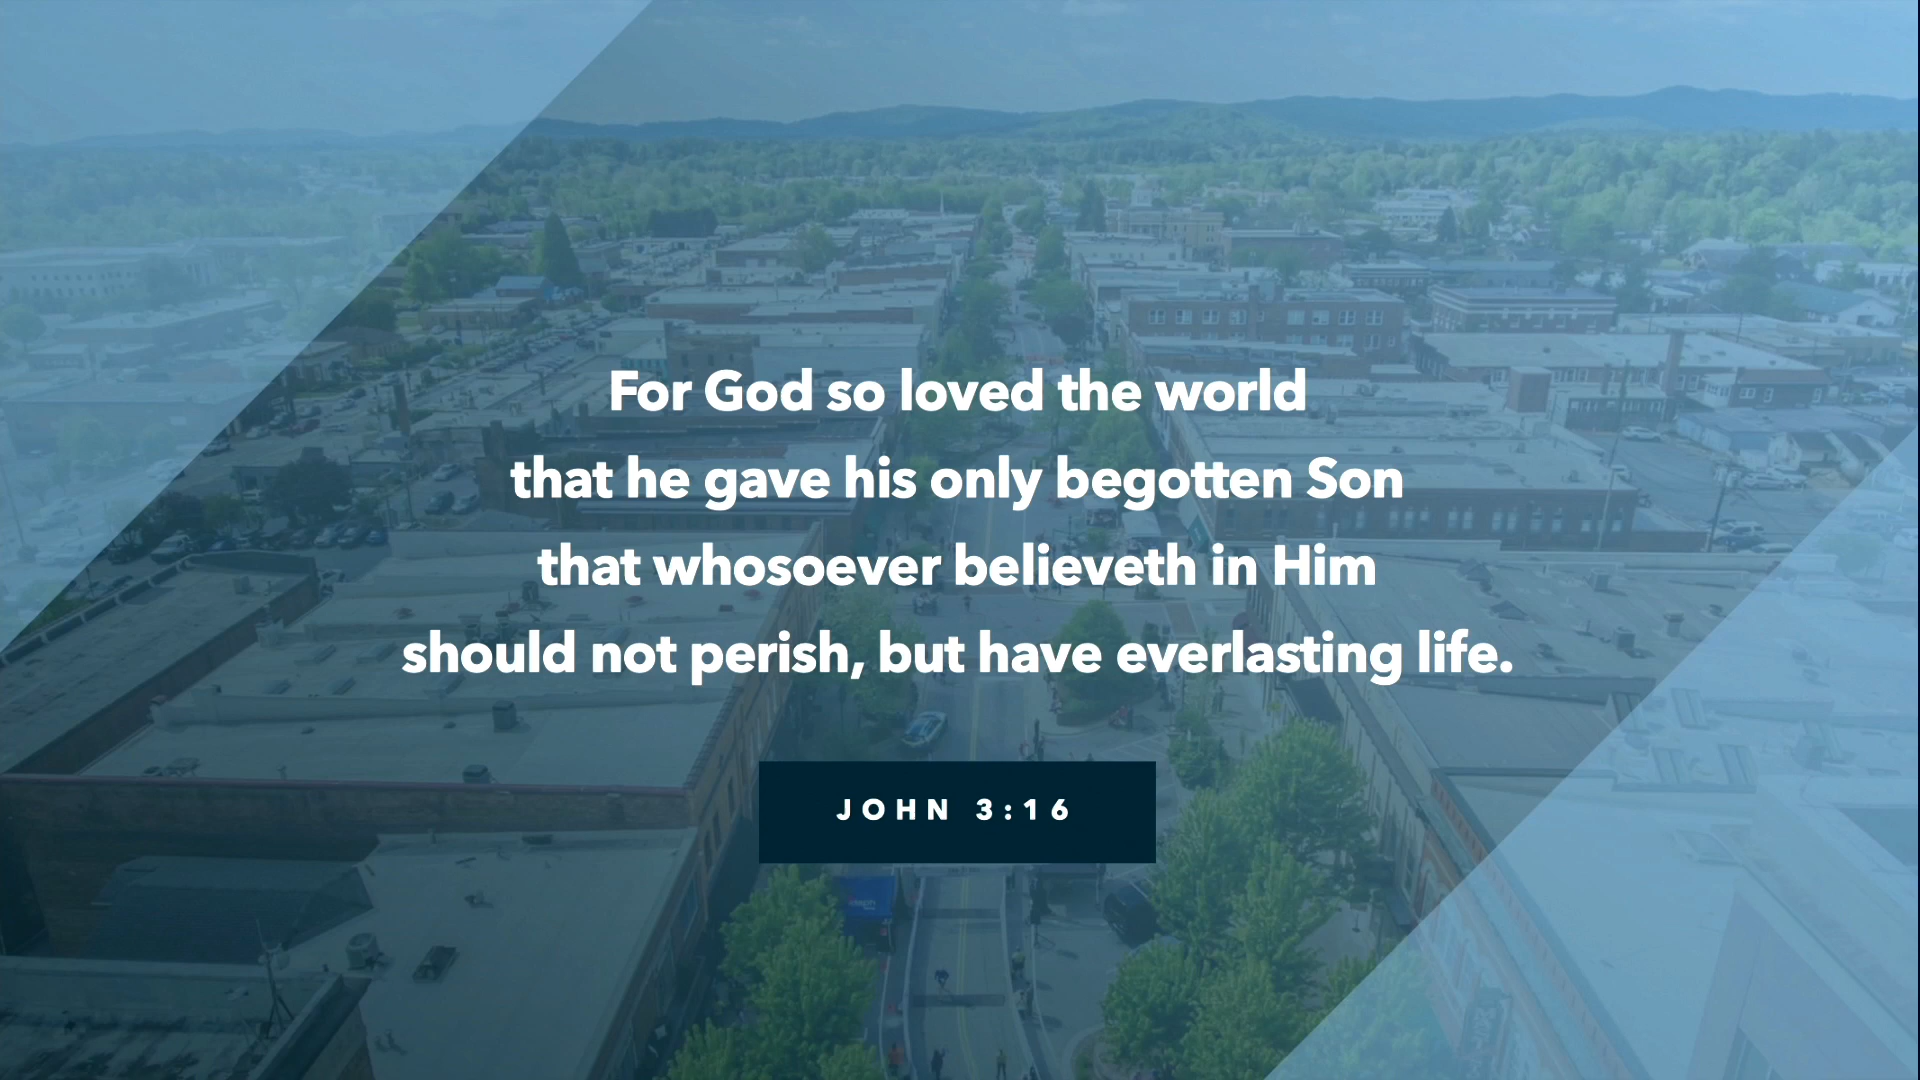 For God so loved the world
that he gave his only begotten Son
that whosoever believeth in Him
should not perish, but have everlasting life.
JOHN 3:16